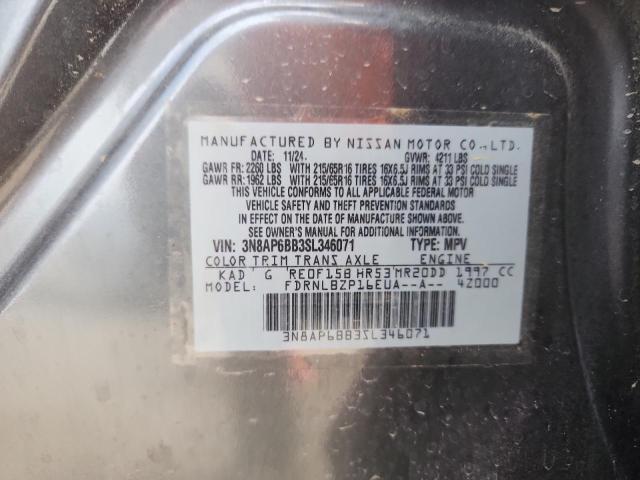 MANUFACTURED BY NISSAN MOTOR CO.,LTD.
DATE: 11/24. GVWR: 4211 LBS
GAWR FR: 2260 LBS WITH 215/65R16 TIRES 16X6.5J RIMS AT 33 PSI COLD SINGLE
GAWR RR: 1962 LBS WITH 215/65R16 TIRES 16X6.5J RIMS AT 33 PSI COLD SINGLE
THIS VEHICLE CONFORMS TO ALL APPLICABLE FEDERAL MOTOR
VEHICLE SAFETY AND THEFT PREVENTION STANDARDS
IN EFFECT ON THE DATE OF MANUFACTURE SHOWN ABOVE.
SEE OWNER'S MANUAL FOR ADDITIONAL INFORMATION
VIN: 3N8AP6BB3SL346071 TYPE: MPV
COLOR TRIM TRANS AXLE ENGINE
KAD G RE0F15B HR53 MR20DD 1997 CC
MODEL: FDRNLBZP16EUA--A-- 4Z000
3N8AP6BB3SL346071